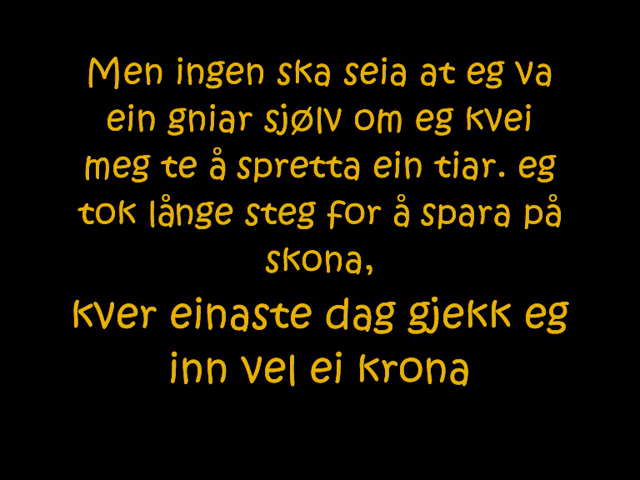 Men ingen ska seia at eg va
ein gniar sjølv om eg kvei
meg te å spretta ein tiar. eg
tok långe steg for å spara på
skona,
kver einaste dag gjekk eg
inn vel ei krona